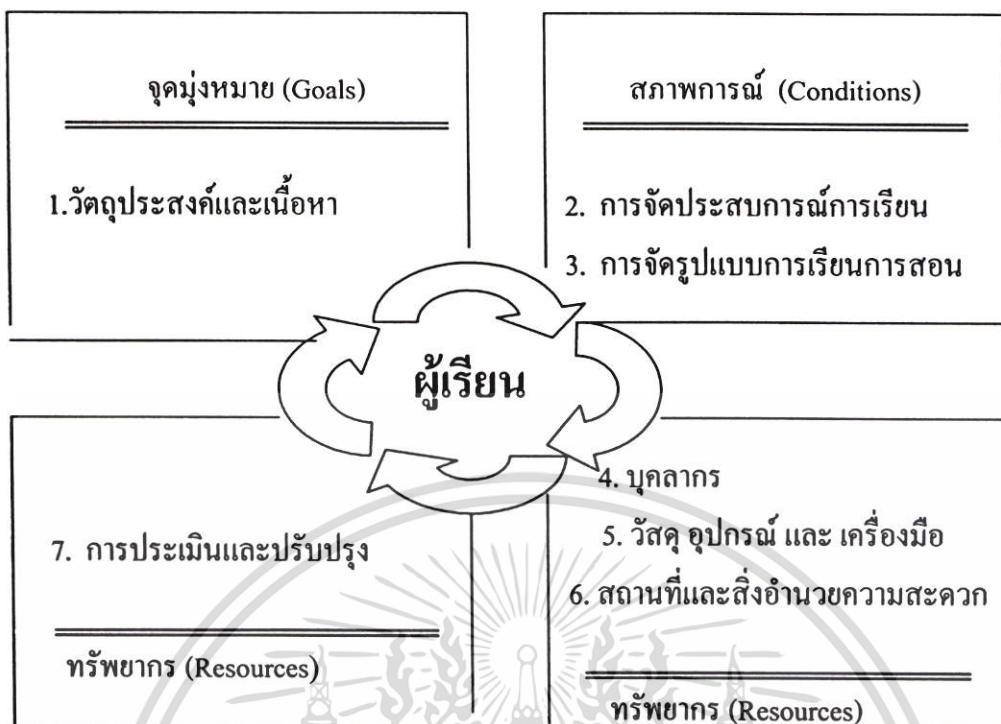 จุดมุ่งหมาย (Goals)
1.วัตถุประสงค์และเนื้อหา
สภาพการณ์ (Conditions)
2. การจัดประสบการณ์การเรียน
3. การจัดรูปแบบการเรียนการสอน
ผู้เรียน
7. การประเมินและปรับปรุง
ทรัพยากร (Resources)
4. บุคลากร
5. วัสดุ อุปกรณ์ และ เครื่องมือ
6. สถานที่และสิ่งอำนวยความสะดวก
ทรัพยากร (Resources)